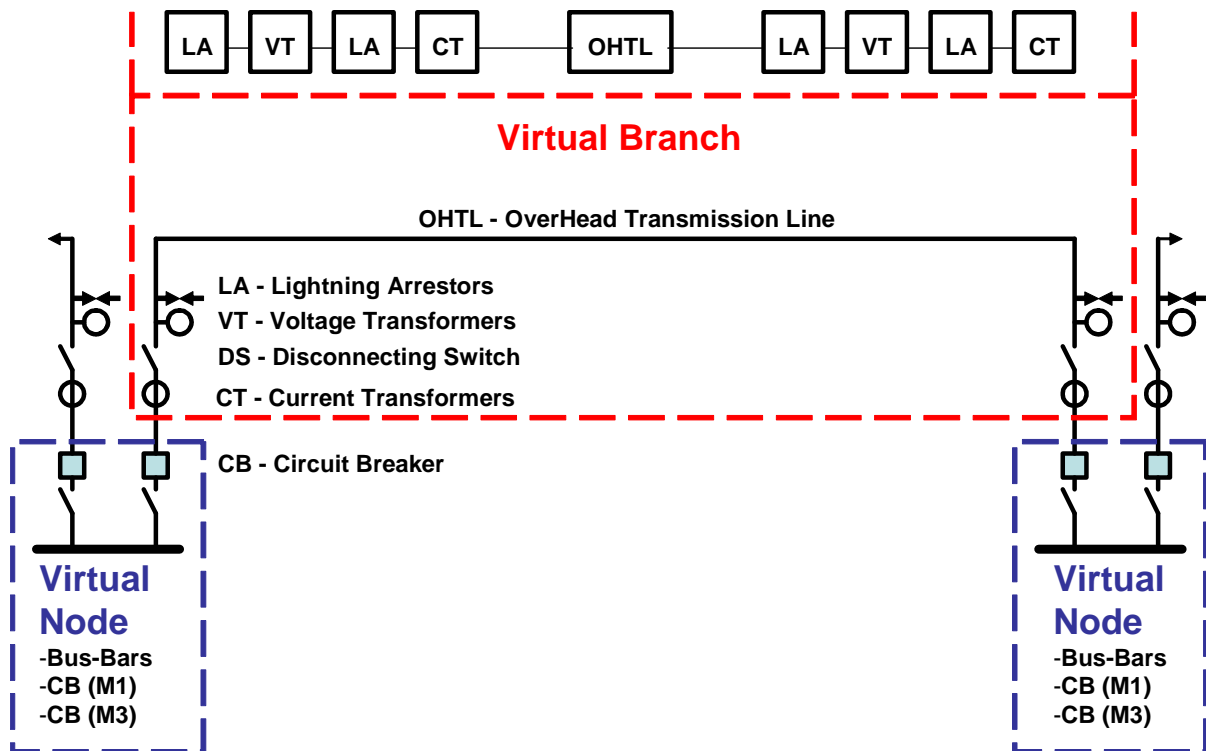 LA VT LA CT OHTL LA VT LA CT
Virtual Branch
OHTL - OverHead Transmission Line
LA - Lightning Arrestors
VT - Voltage Transformers
DS - Disconnecting Switch
CT - Current Transformers
CB - Circuit Breaker
Virtual
Node
-Bus-Bars
-CB (M1)
-CB (M3)
Virtual
Node
-Bus-Bars
-CB (M1)
-CB (M3)